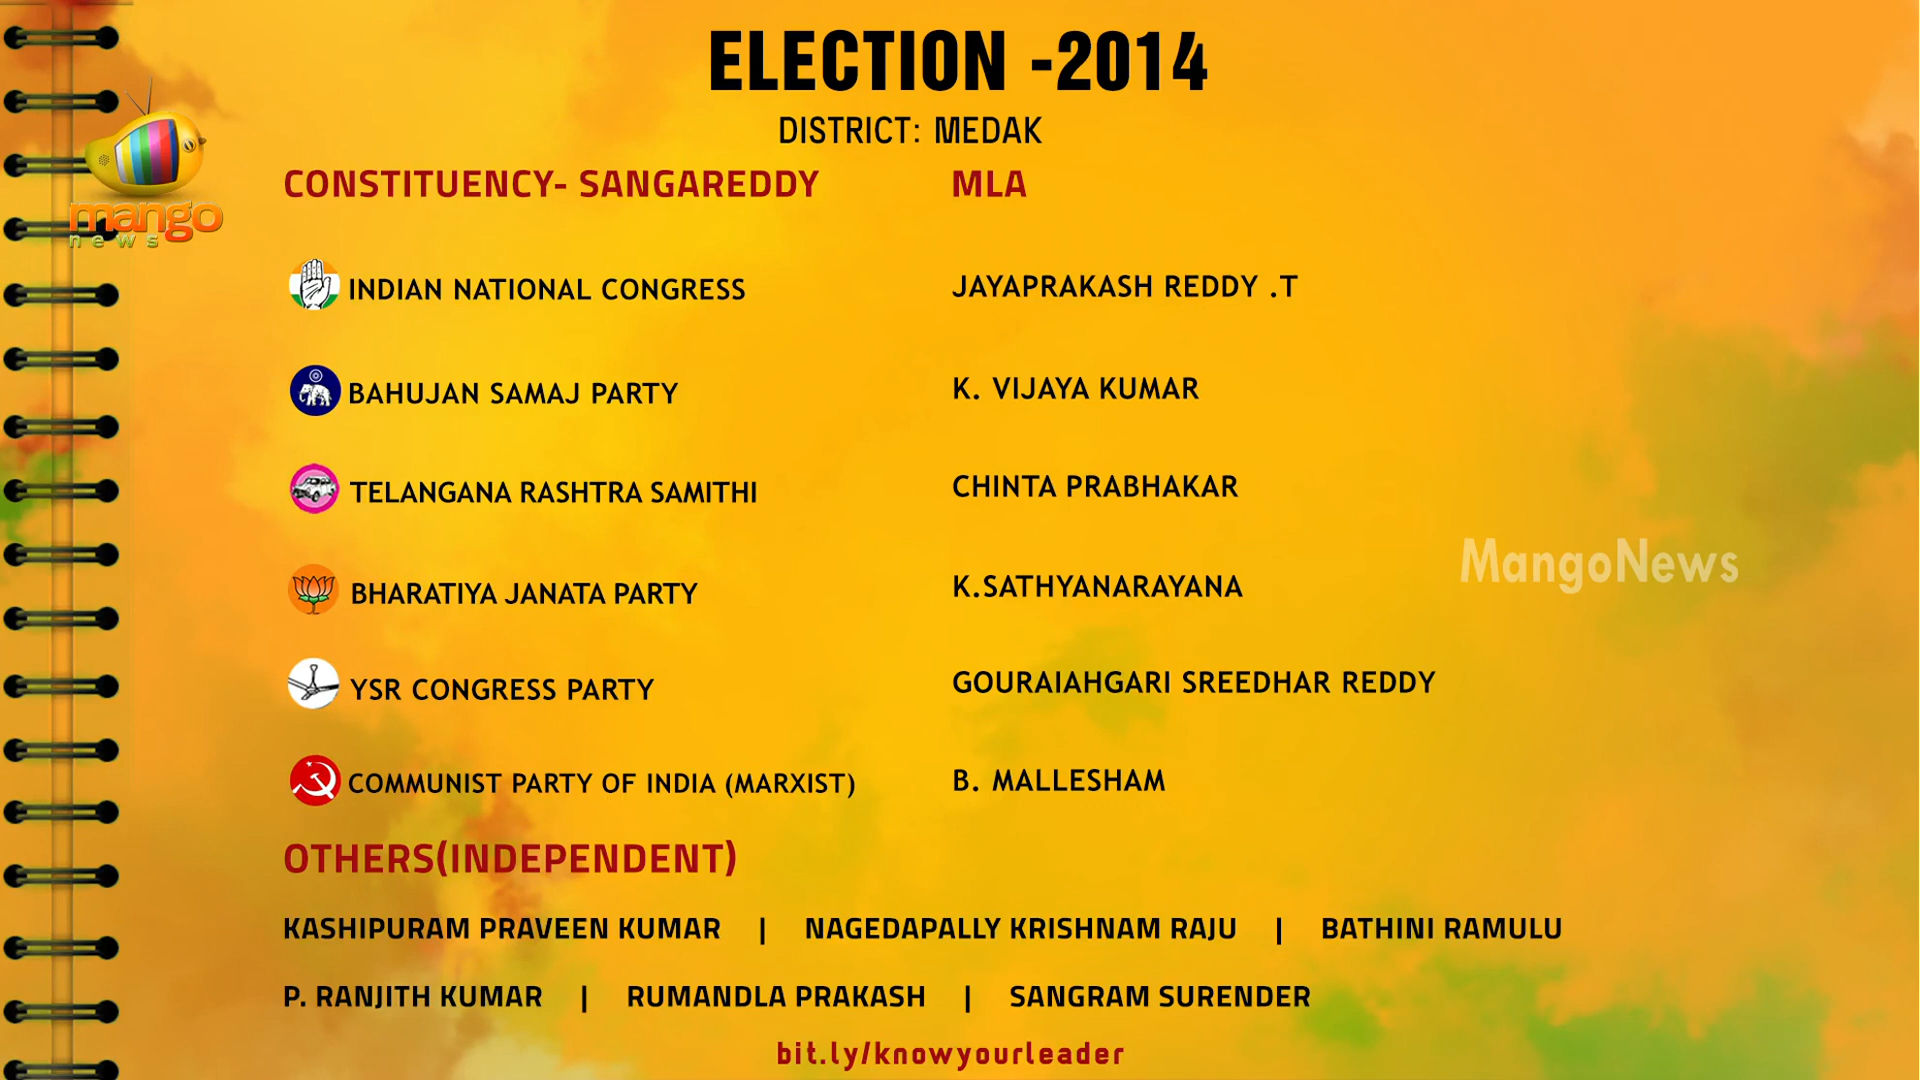 ELECTION -2014
DISTRICT: MEDAK
CONSTITUENCY- SANGAREDDY MLA
mango
news
INDIAN NATIONAL CONGRESS JAYAPRAKASH REDDY .T
BAHUJAN SAMAJ PARTY K. VIJAYA KUMAR
TELANGANA RASHTRA SAMITHI CHINTA PRABHAKAR
BHARATIYA JANATA PARTY K.SATHYANARAYANA
MangoNews
YSR CONGRESS PARTY GOURAIAHGARI SREEDHAR REDDY
COMMUNIST PARTY OF INDIA (MARXIST) B. MALLESHAM
OTHERS(INDEPENDENT)
KASHIPURAM PRAVEEN KUMAR | NAGEDAPALLY KRISHNAM RAJU | BATHINI RAMULU
P. RANJITH KUMAR | RUMANDLA PRAKASH | SANGRAM SURENDER
bit.ly/knowyourleader